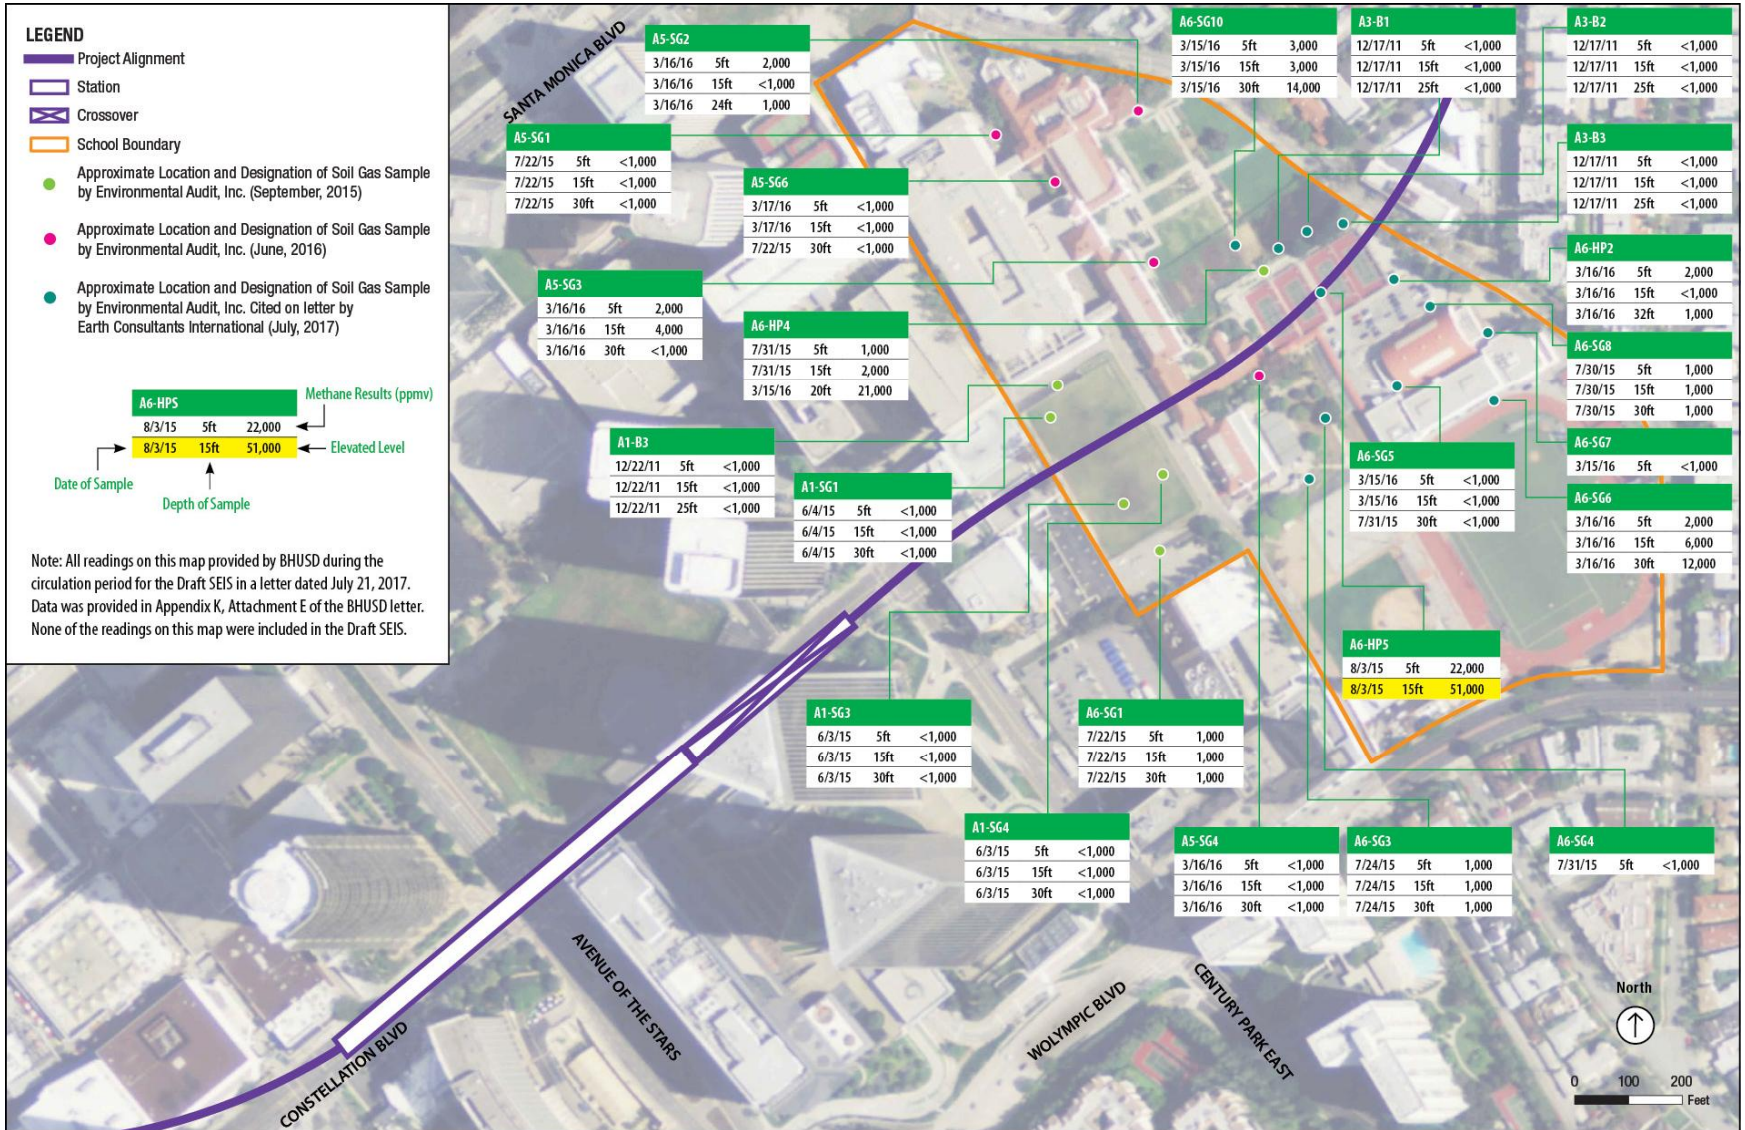 LEGEND
Project Alignment
Station
Crossover
School Boundary
Approximate Location and Designation of Soil Gas Sample
by Environmental Audit, Inc. (September, 2015)
Approximate Location and Designation of Soil Gas Sample
by Environmental Audit, Inc. (June, 2016)
Approximate Location and Designation of Soil Gas Sample
by Environmental Audit, Inc. Cited on letter by
Earth Consultants International (July, 2017)
A6-HPS
Methane Results (ppmv)
8/3/15 5ft 22,000
8/3/15 15ft 51,000
Elevated Level
Date of Sample
Depth of Sample
Note: All readings on this map provided by BHUSD during the
circulation period for the Draft SEIS in a letter dated July 21, 2017.
Data was provided in Appendix K, Attachment E of the BHUSD letter.
None of the readings on this map were included in the Draft SEIS.
SANTA MONICA BLVD
A5-SG2
3/16/16 5ft 2,000
3/16/16 15ft <1,000
3/16/16 24ft 1,000
A6-SG10
3/15/16 5ft 3,000
3/15/16 15ft 3,000
3/15/16 30ft 14,000
A3-B1
12/17/11 5ft <1,000
12/17/11 15ft <1,000
12/17/11 25ft <1,000
A3-B2
12/17/11 5ft <1,000
12/17/11 15ft <1,000
12/17/11 25ft <1,000
A5-SG1
7/22/15 5ft <1,000
7/22/15 15ft <1,000
7/22/15 30ft <1,000
A3-B3
12/17/11 5ft <1,000
12/17/11 15ft <1,000
12/17/11 25ft <1,000
A5-SG6
3/17/16 5ft <1,000
3/17/16 15ft <1,000
7/22/15 30ft <1,000
A6-HP2
3/16/16 5ft 2,000
3/16/16 15ft <1,000
3/16/16 32ft 1,000
A5-SG3
3/16/16 5ft 2,000
3/16/16 15ft 4,000
3/16/16 30ft <1,000
A6-HP4
7/31/15 5ft 1,000
7/31/15 15ft 2,000
3/15/16 20ft 21,000
A6-SG8
7/30/15 5ft 1,000
7/30/15 15ft 1,000
7/30/15 30ft 1,000
A1-B3
12/22/11 5ft <1,000
12/22/11 15ft <1,000
12/22/11 25ft <1,000
A6-SG7
3/15/16 5ft <1,000
A6-SG5
3/15/16 5ft <1,000
3/15/16 15ft <1,000
7/31/15 30ft <1,000
A1-SG1
6/4/15 5ft <1,000
6/4/15 15ft <1,000
6/4/15 30ft <1,000
A6-SG6
3/16/16 5ft 2,000
3/16/16 15ft 6,000
3/16/16 30ft 12,000
A6-HP5
8/3/15 5ft 22,000
8/3/15 15ft 51,000
A1-SG3
6/3/15 5ft <1,000
6/3/15 15ft <1,000
6/3/15 30ft <1,000
A6-SG1
7/22/15 5ft 1,000
7/22/15 15ft 1,000
7/22/15 30ft 1,000
A1-SG4
6/3/15 5ft <1,000
6/3/15 15ft <1,000
6/3/15 30ft <1,000
A5-SG4
3/16/16 5ft <1,000
3/16/16 15ft <1,000
3/16/16 30ft <1,000
A6-SG3
7/24/15 5ft 1,000
7/24/15 15ft 1,000
7/24/15 30ft 1,000
A6-SG4
7/31/15 5ft <1,000
CONSTELLATION BLVD
AVENUE OF THE STARS
WOLYMPIC BLVD
CENTURY PARK EAST
North
0 100 200
Feet